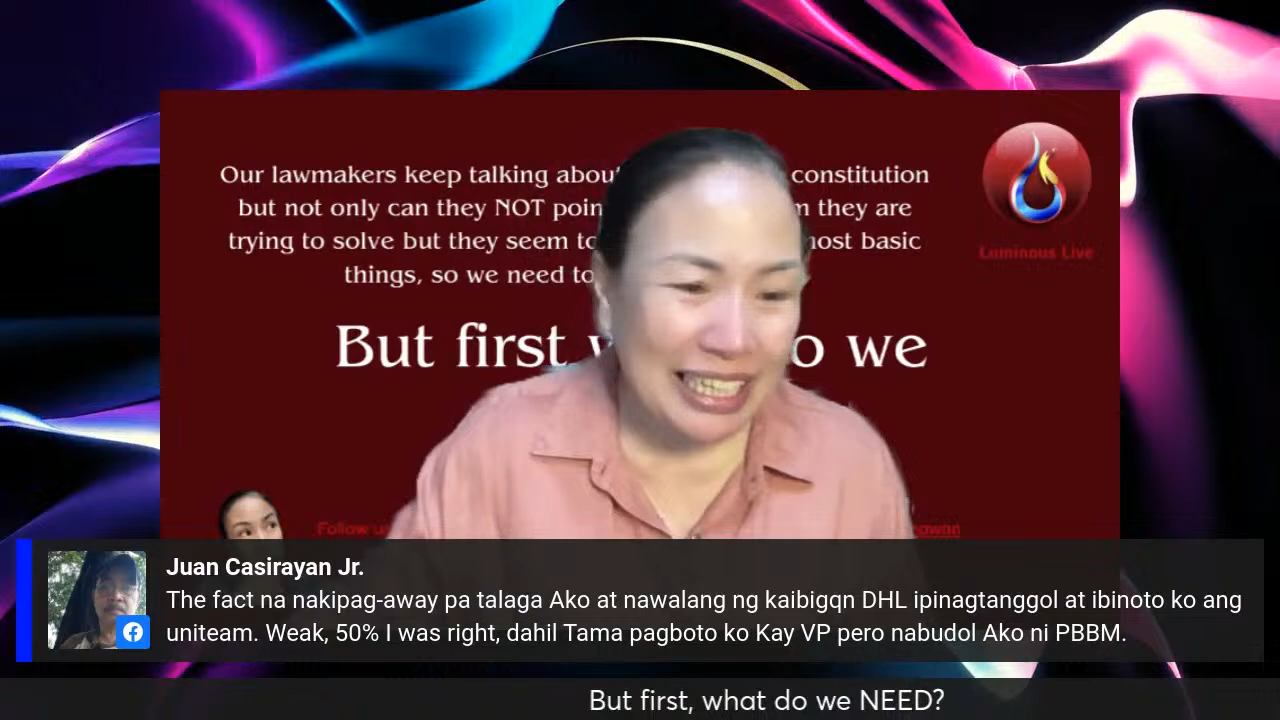 Our lawmakers keep talking about constitution
but not only can they NOT they are
trying to solve but they seem basic
things, so we need to
But first do we
Luminous Live
Follow
Juan Casirayan Jr.
The fact na nakipag-away pa talaga Ako at nawalang ng kaibigqn DHL ipinagtanggol at ibinoto ko ang
uniteam. Weak, 50% I was right, dahil Tama pagboto ko Kay VP pero nabudol Ako ni PBBM.
But first, what do we NEED?